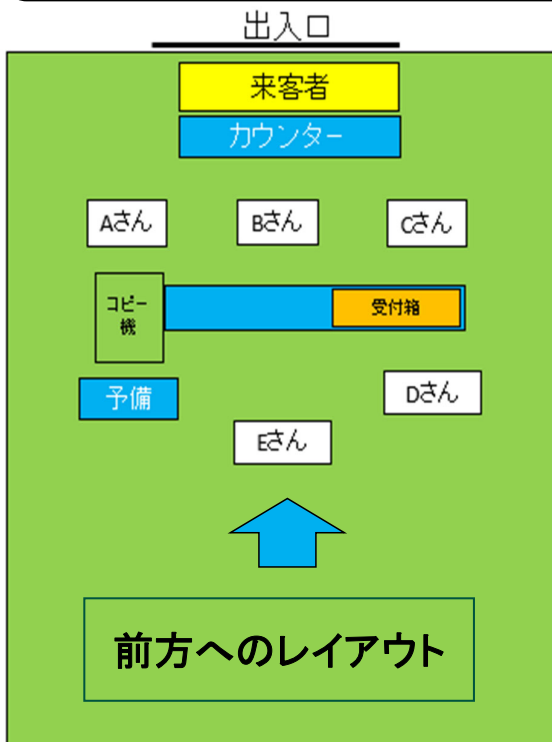 出入口
来客者
カウンター
Aさん
Bさん
Cさん
コピー
機
受付箱
予備
Dさん
Eさん
前方へのレイアウト